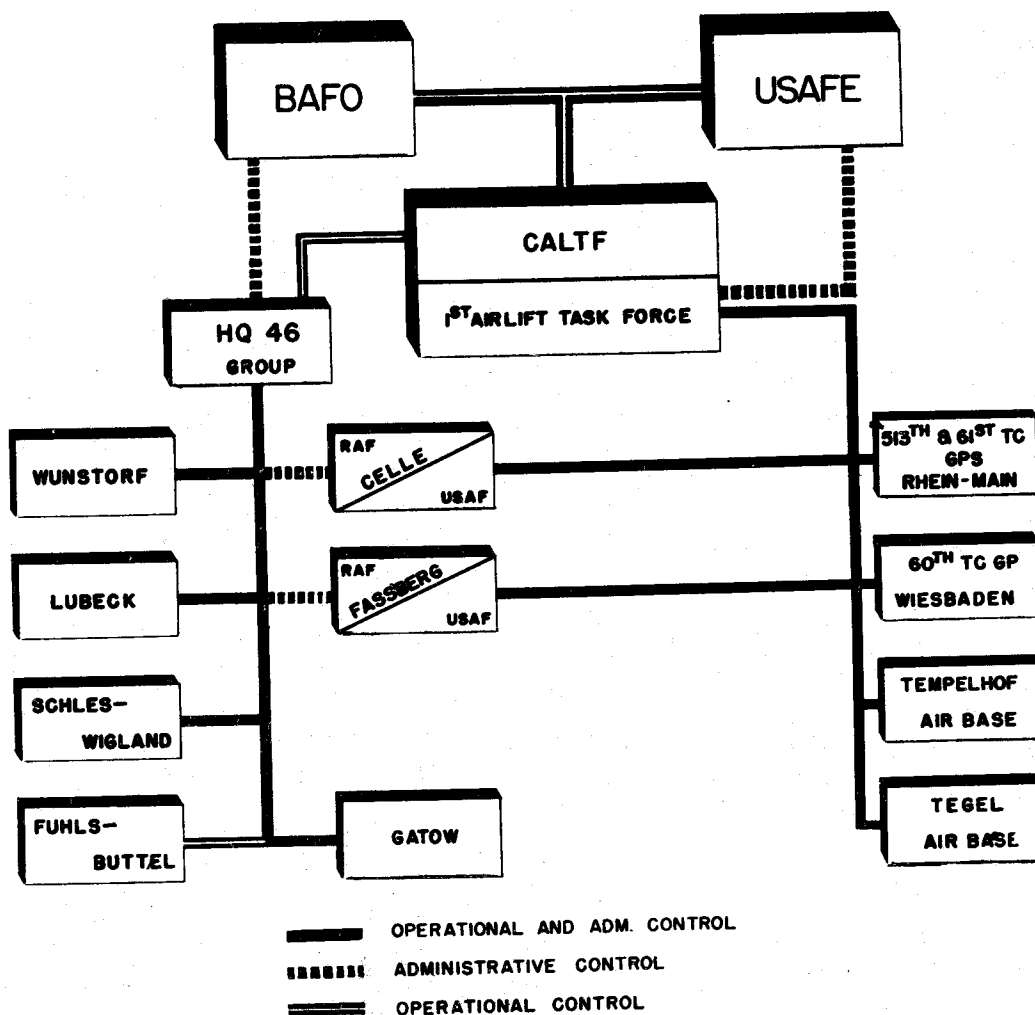 BAFO
USAFE
CALTF
1ST AIRLIFT TASK FORCE
HQ 46
GROUP
WUNSTORF
RAF
CELLE
USAF
513TH & 61ST TC
GPS
RHEIN-MAIN
LUBECK
RAF
FASSBERG
USAF
60TH TC GP
WIESBADEN
SCHLES-
WIGLAND
TEMPELHOF
AIR BASE
FUHLS-
BUTTEL
GATOW
TEGEL
AIR BASE
OPERATIONAL AND ADM. CONTROL
ADMINISTRATIVE CONTROL
OPERATIONAL CONTROL